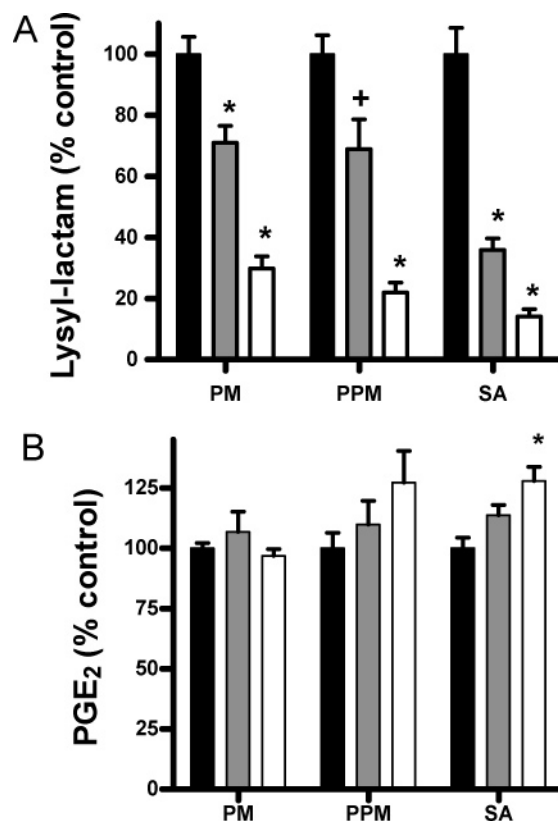 A
Lysyl-lactam (% control)
100
80
60
40
20
0
* * + * * *
PM PPM SA
B
PGE₂ (% control)
125
100
75
50
25
0
*
PM PPM SA